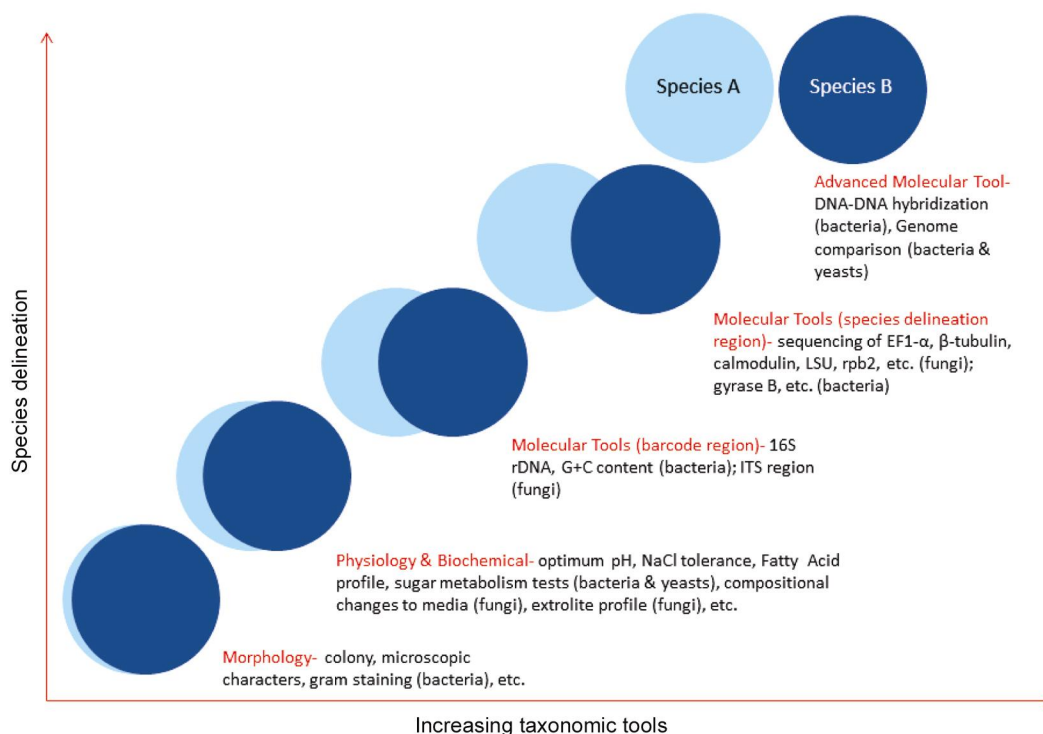 Species A
Species B
Advanced Molecular Tool-
DNA-DNA hybridization
(bacteria), Genome
comparison (bacteria &
yeasts)
Molecular Tools (species delineation
region)- sequencing of EF1-α, β-tubulin,
calmodulin, LSU, rpb2, etc. (fungi);
gyrase B, etc. (bacteria)
Molecular Tools (barcode region)- 16S
rDNA, G+C content (bacteria); ITS region
(fungi)
Physiology & Biochemical- optimum pH, NaCl tolerance, Fatty Acid
profile, sugar metabolism tests (bacteria & yeasts), compositional
changes to media (fungi), extrolite profile (fungi), etc.
Morphology- colony, microscopic
characters, gram staining (bacteria), etc.
Species delineation
Increasing taxonomic tools